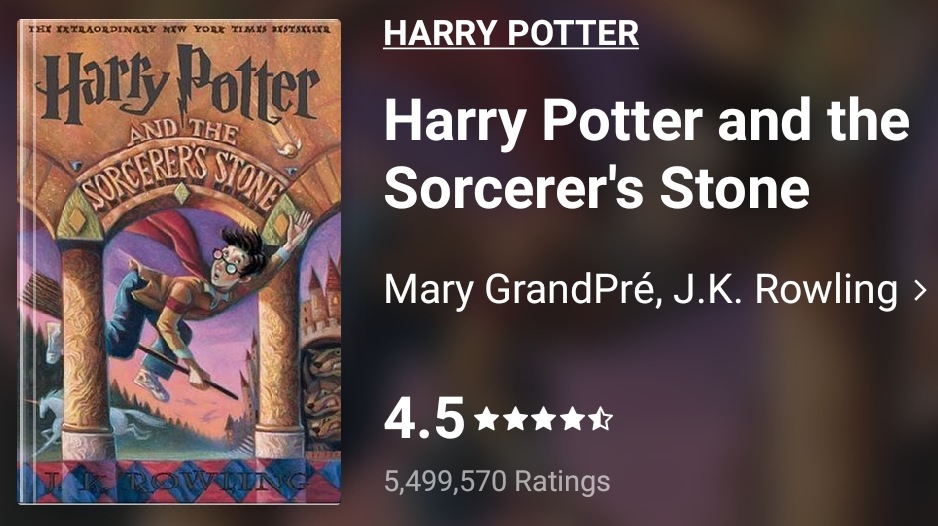 THE EXTRAORDINARY NEW YORK TIMES BESTSELLER
Harry Potter
AND THE
SORCERER'S STONE
J. K. ROWLING
HARRY POTTER
Harry Potter and the
Sorcerer's Stone
Mary GrandPré, J.K. Rowling >
4.5
5,499,570 Ratings